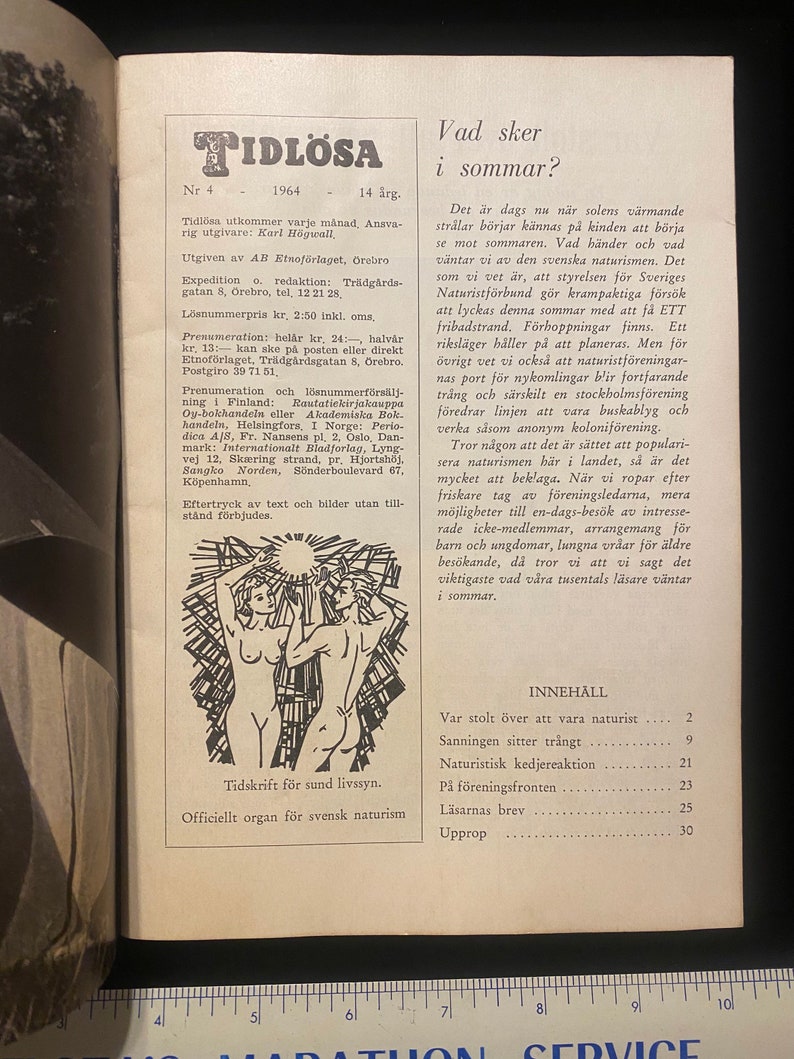 TIDLÖSA
Nr 4 - 1964 - 14 årg.
Tidlösa utkommer varje månad. Ansva-
rig utgivare: Karl Högwall.
Utgiven av AB Etnoförlaget, Örebro
Expedition o. redaktion: Trädgårds-
gatan 8, Örebro, tel. 12 21 28.
Lösnummerpris kr. 2:50 inkl. oms.
Prenumeration: helår kr. 24:—, halvår
kr. 13:— kan ske på posten eller direkt
Etnoförlaget, Trädgårdsgatan 8, Örebro.
Postgiro 39 71 51.
Prenumeration och lösnummerförsälj-
ning i Finland: Rautatiekirjakauppa
Oy-bokhandeln eller Akademiska Bok-
handeln, Helsingfors. I Norge: Perio-
dica A/S, Fr. Nansens pl. 2, Oslo. Dan-
mark: Internationalt Bladforlag, Lyng-
vej 12, Skæring strand, pr. Hjortshöj,
Sangko Norden, Sönderboulevard 67,
Köpenhamn.
Eftertryck av text och bilder utan till-
stånd förbjudes.
Tidskrift för sund livssyn.
Officiellt organ för svensk naturism
Vad sker
i sommar?
Det är dags nu när solens värmande
strålar börjar kännas på kinden att börja
se mot sommaren. Vad händer och vad
väntar vi av den svenska naturismen. Det
som vi vet är, att styrelsen för Sveriges
Naturistförbund gör krampaktiga försök
att lyckas denna sommar med att få ETT
fribadstrand. Förhoppningar finns. Ett
riksläger håller på att planeras. Men för
övrigt vet vi också att naturistföreningar-
nas port för nykomlingar blir fortfarande
trång och särskilt en stockholmsförening
föredrar linjen att vara buskablyg och
verka såsom anonym koloniförening.
Tror någon att det är sättet att populari-
sera naturismen här i landet, så är det
mycket att beklaga. När vi ropar efter
friskare tag av föreningsledarna, mera
möjligheter till en-dags-besök av intresse-
rade icke-medlemmar, arrangemang för
barn och ungdomar, lungna vråar för äldre
besökande, då tror vi att vi sagt det
viktigaste vad våra tusentals läsare väntar
i sommar.
INNEHÅLL
Var stolt över att vara naturist .... 2
Sanningen sitter trångt ............ 9
Naturistisk kedjereaktion .......... 21
På föreningsfronten ............... 23
Läsarnas brev ................... 25
Upprop ........................ 30
3 4 5 6 7 8 9 10
MARATHON SERVICE